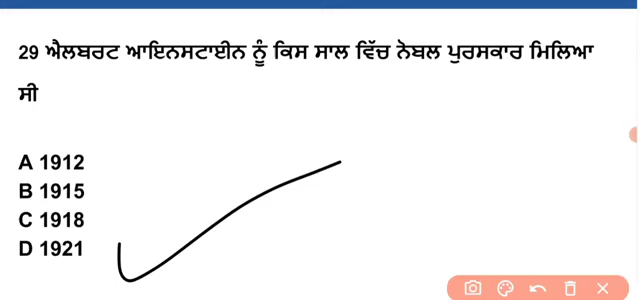 29 ਐਲਬਰਟ ਆਇਨਸਟਾਈਨ ਨੂੰ ਕਿਸ ਸਾਲ ਵਿੱਚ ਨੋਬਲ ਪੁਰਸਕਾਰ ਮਿਲਿਆ
ਸੀ
A 1912
B 1915
C 1918
D 1921